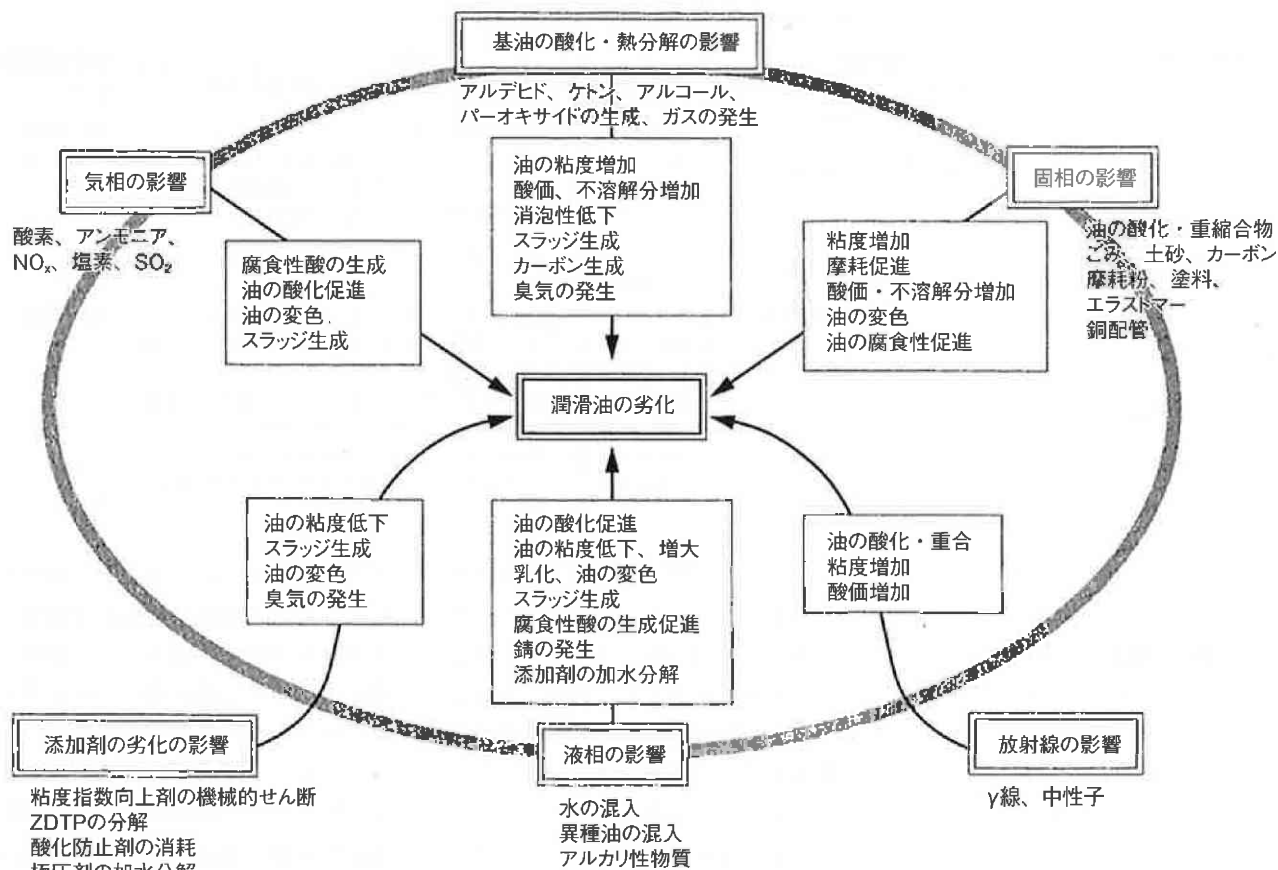 基油の酸化・熱分解の影響
アルデヒド、ケトン、アルコール、
パーオキサイドの生成、ガスの発生
油の粘度増加
酸価、不溶解分増加
消泡性低下
スラッジ生成
カーボン生成
臭気の発生
気相の影響
酸素、アンモニア、
NOx、塩素、SO₂
腐食性酸の生成
油の酸化促進
油の変色
スラッジ生成
固相の影響
油の酸化・重縮合物
ごみ、土砂、カーボン
摩耗粉、塗料、
エラストマー
銅配管
粘度増加
摩耗促進
酸価・不溶解分増加
油の変色
油の腐食性促進
潤滑油の劣化
油の粘度低下
スラッジ生成
油の変色
臭気の発生
添加剤の劣化の影響
粘度指数向上剤の機械的せん断
ZDTPの分解
酸化防止剤の消耗
極圧剤の加水分解
油の酸化促進
油の粘度低下、増大
乳化、油の変色
スラッジ生成
腐食性酸の生成促進
錆の発生
添加剤の加水分解
液相の影響
水の混入
異種油の混入
アルカリ性物質
油の酸化・重合
粘度増加
酸価増加
放射線の影響
γ線、中性子